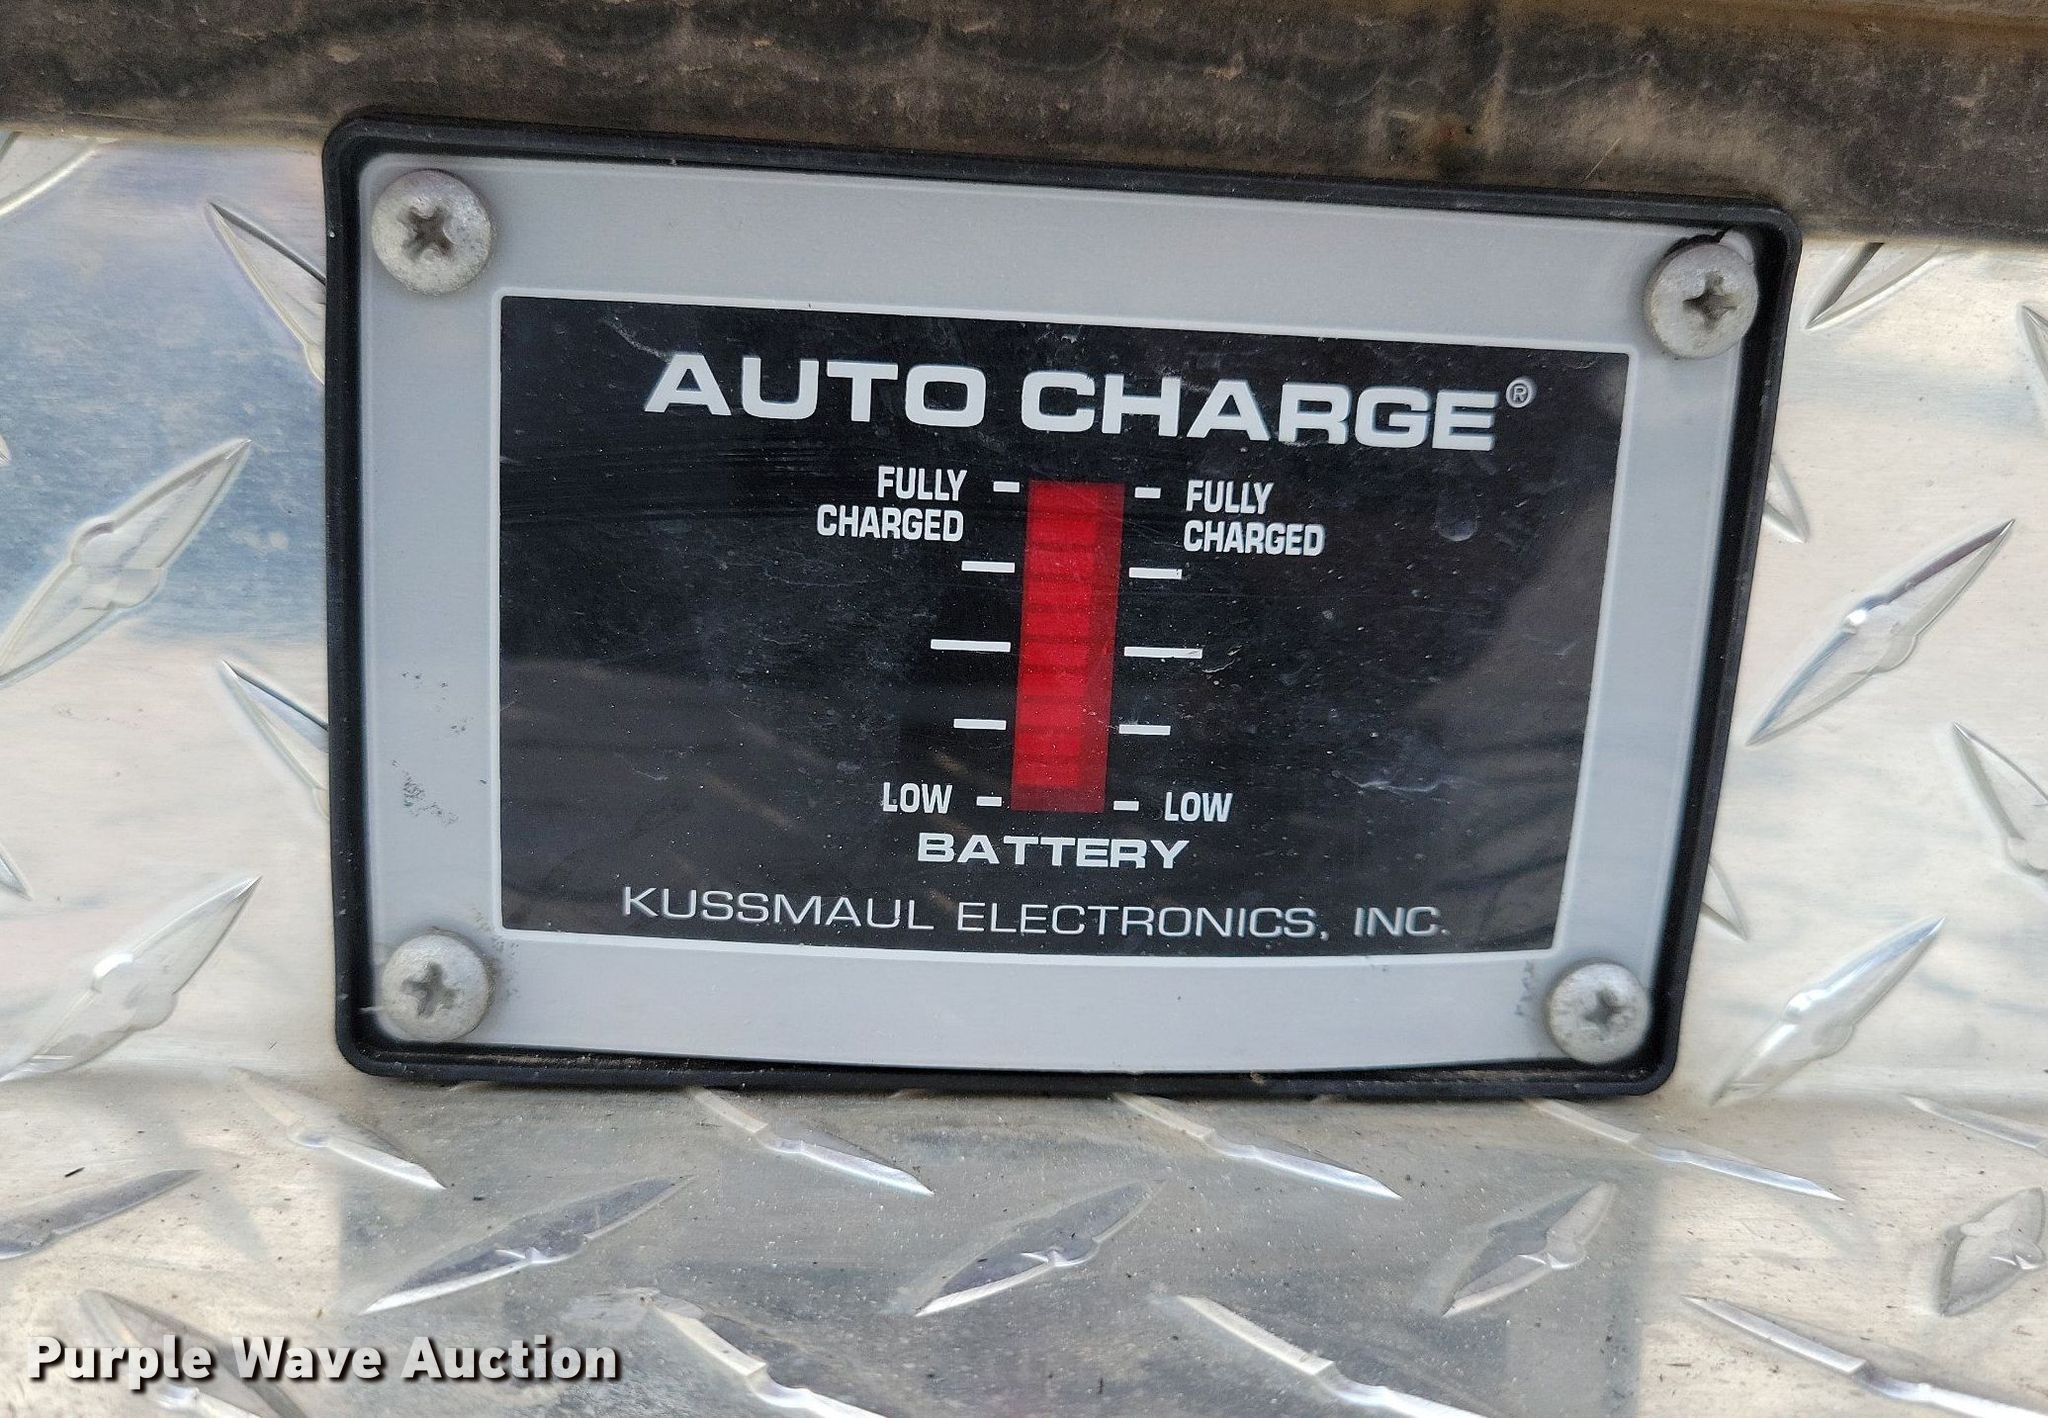 AUTO CHARGE®
FULLY CHARGED
FULLY CHARGED
LOW
LOW
BATTERY
KUSSMAUL ELECTRONICS, INC.
Purple Wave Auction